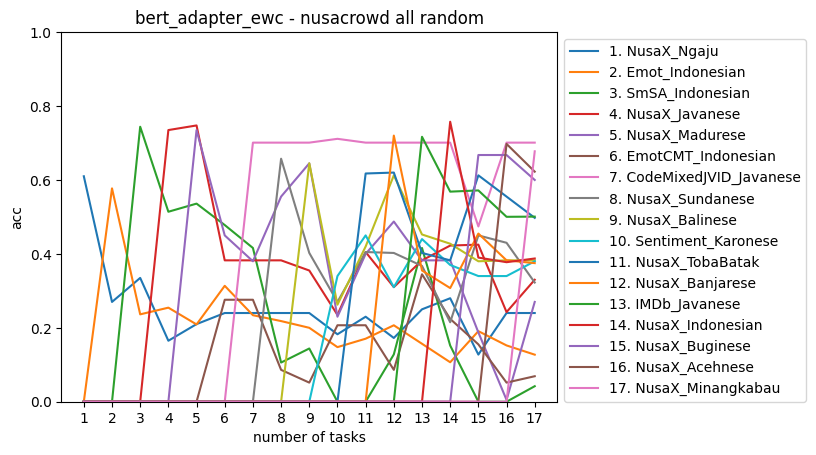 bert_adapter_ewc - nusacrowd all random
1.0
0.8
0.6
0.4
0.2
0.0
acc
1 2 3 4 5 6 7 8 9 10 11 12 13 14 15 16 17
number of tasks
1. NusaX_Ngaju
2. Emot_Indonesian
3. SmSA_Indonesian
4. NusaX_Javanese
5. NusaX_Madurese
6. EmotCMT_Indonesian
7. CodeMixedJVID_Javanese
8. NusaX_Sundanese
9. NusaX_Balinese
10. Sentiment_Karonese
11. NusaX_TobaBatak
12. NusaX_Banjarese
13. IMDb_Javanese
14. NusaX_Indonesian
15. NusaX_Buginese
16. NusaX_Acehnese
17. NusaX_Minangkabau